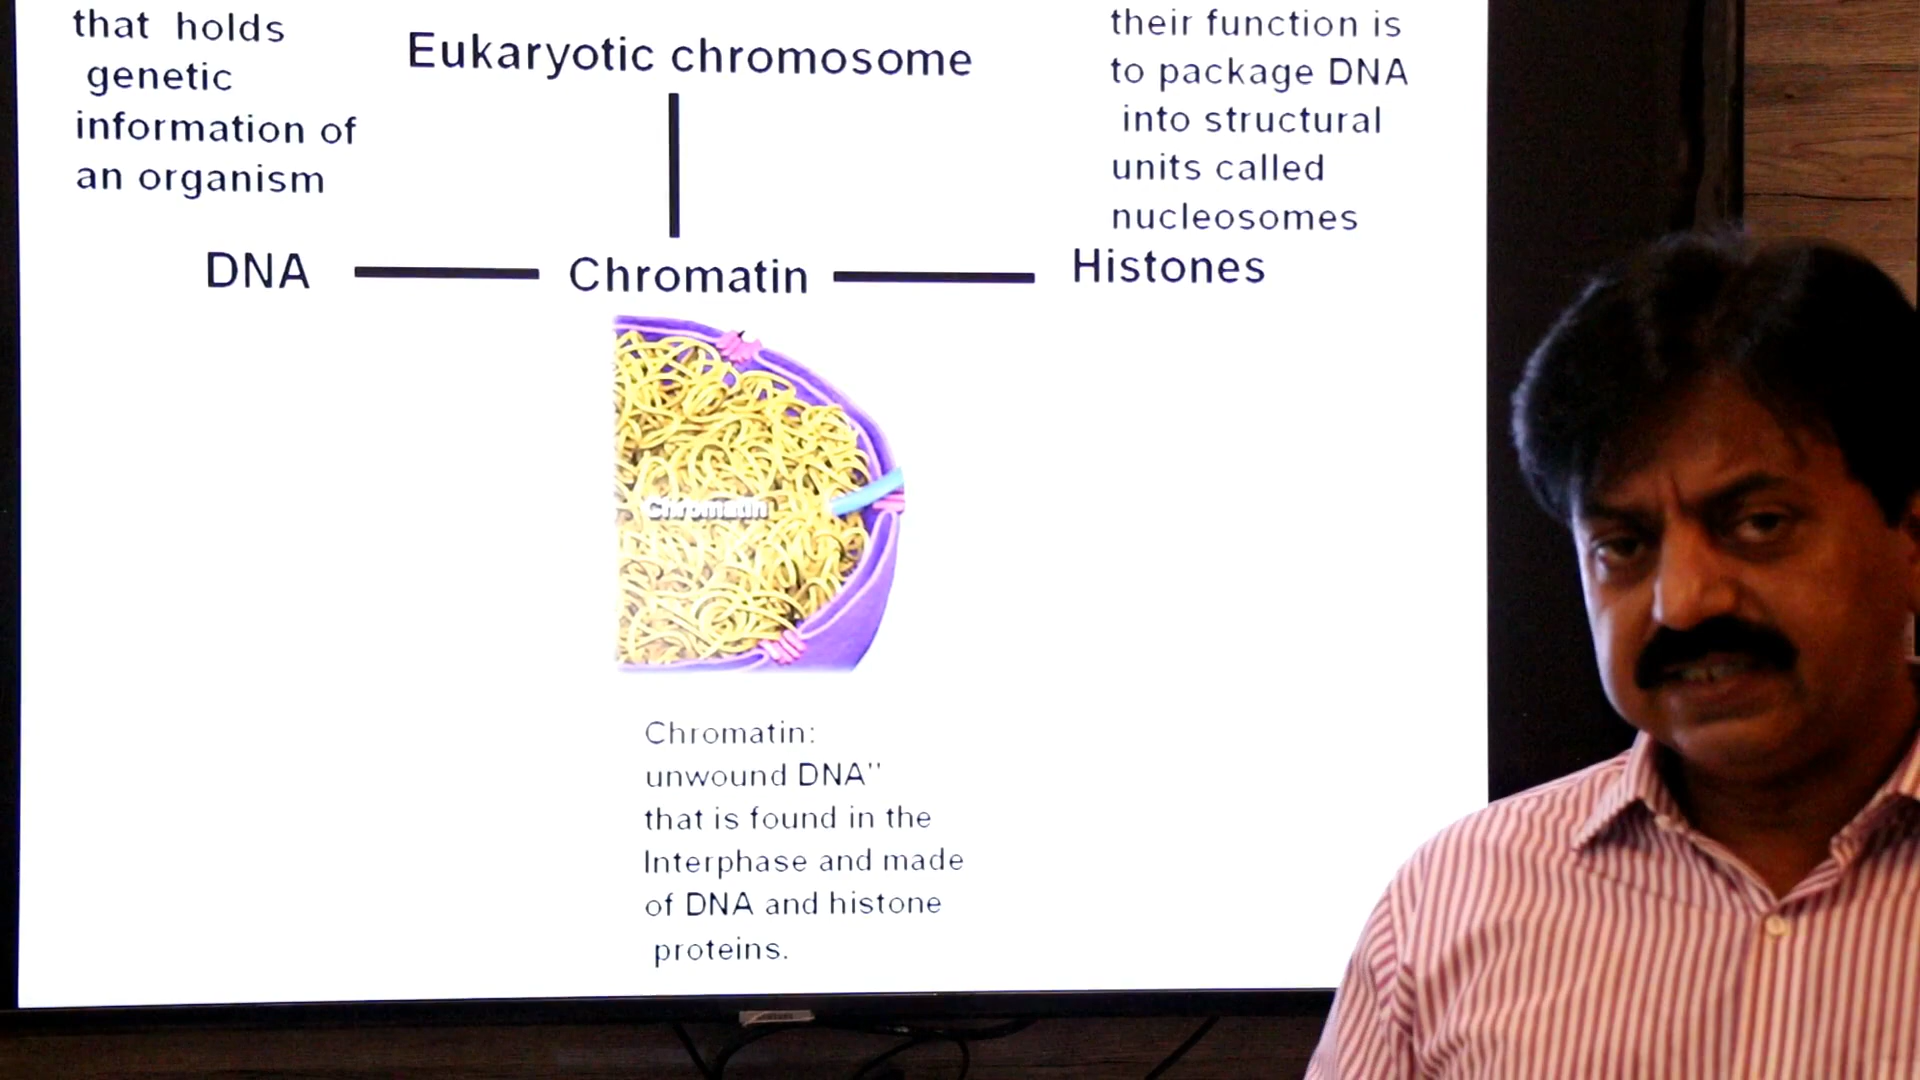 that holds
genetic
information of
an organism
Eukaryotic chromosome
their function is
to package DNA
into structural
units called
nucleosomes
DNA
Chromatin
Histones
Chromatin
Chromatin:
unwound DNA"
that is found in the
Interphase and made
of DNA and histone
proteins.